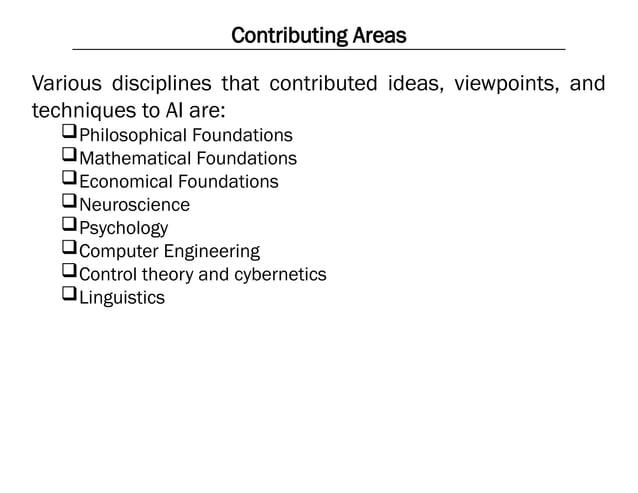 Contributing Areas
Various disciplines that contributed ideas, viewpoints, and
techniques to AI are:
❑Philosophical Foundations
❑Mathematical Foundations
❑Economical Foundations
❑Neuroscience
❑Psychology
❑Computer Engineering
❑Control theory and cybernetics
❑Linguistics